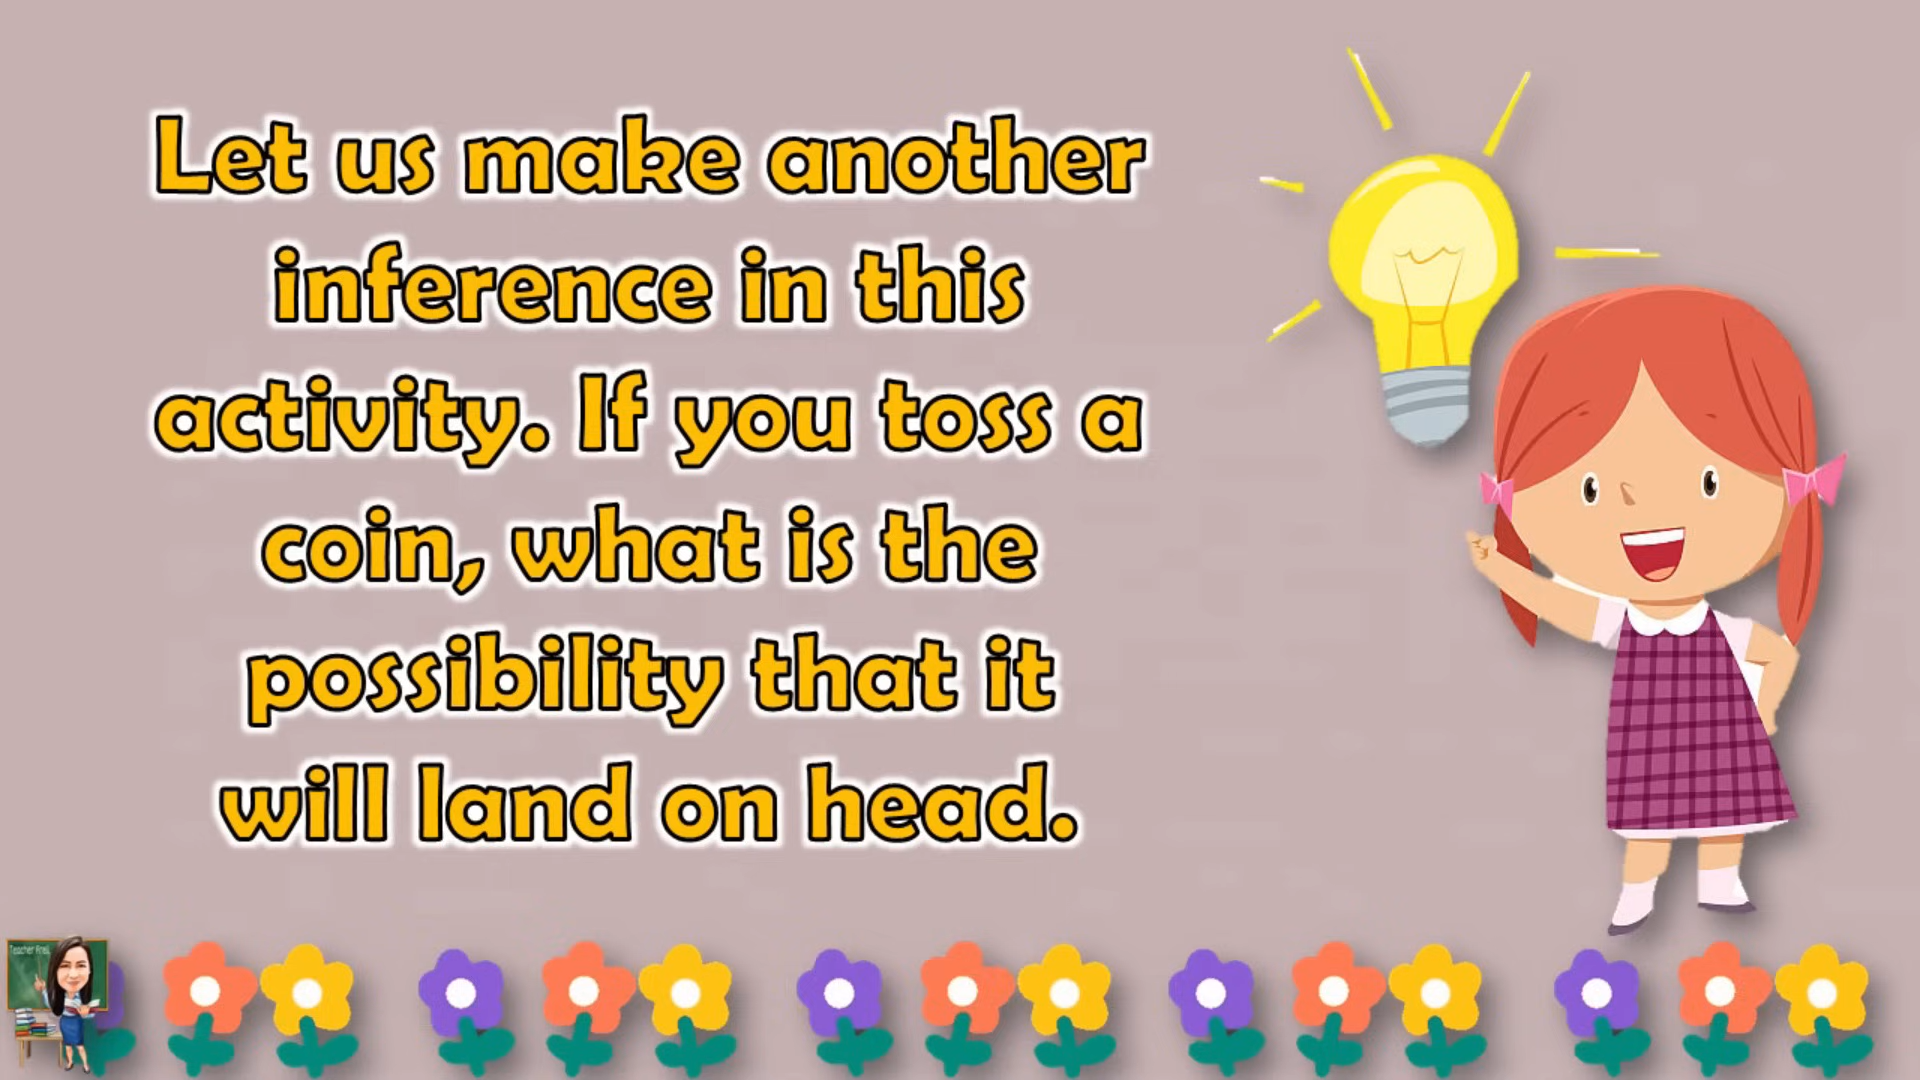 Let us make another
inference in this
activity. If you toss a
coin, what is the
possibility that it
will land on head.